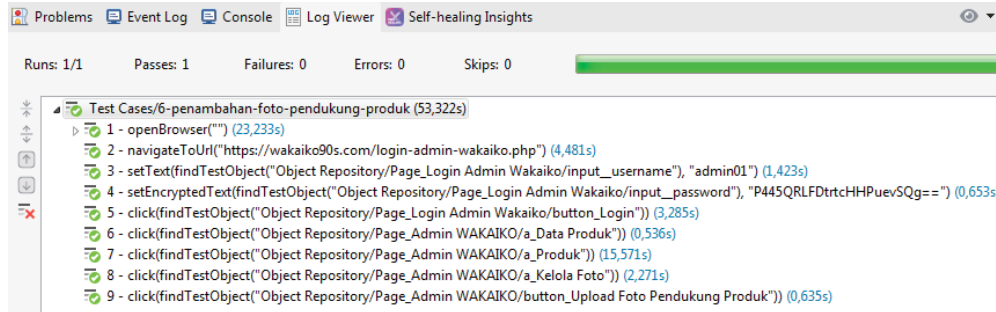 Problems Event Log Console Log Viewer Self-healing Insights
Runs: 1/1 Passes: 1 Failures: 0 Errors: 0 Skips: 0
Test Cases/6-penambahan-foto-pendukung-produk (53,322s)
1 - openBrowser("") (23,233s)
2 - navigateToUrl("https://wakaiko90s.com/login-admin-wakaiko.php") (4,481s)
3 - setText(findTestObject("Object Repository/Page_Login Admin Wakaiko/input__username"), "admin01") (1,423s)
4 - setEncryptedText(findTestObject("Object Repository/Page_Login Admin Wakaiko/input__password"), "P445QRLFDtrtcHHPuevSQg==") (0,653s
5 - click(findTestObject("Object Repository/Page_Login Admin Wakaiko/button_Login")) (3,285s)
6 - click(findTestObject("Object Repository/Page_Admin WAKAIKO/a_Data Produk")) (0,536s)
7 - click(findTestObject("Object Repository/Page_Admin WAKAIKO/a_Produk")) (15,571s)
8 - click(findTestObject("Object Repository/Page_Admin WAKAIKO/a_Kelola Foto")) (2,271s)
9 - click(findTestObject("Object Repository/Page_Admin WAKAIKO/button_Upload Foto Pendukung Produk")) (0,635s)